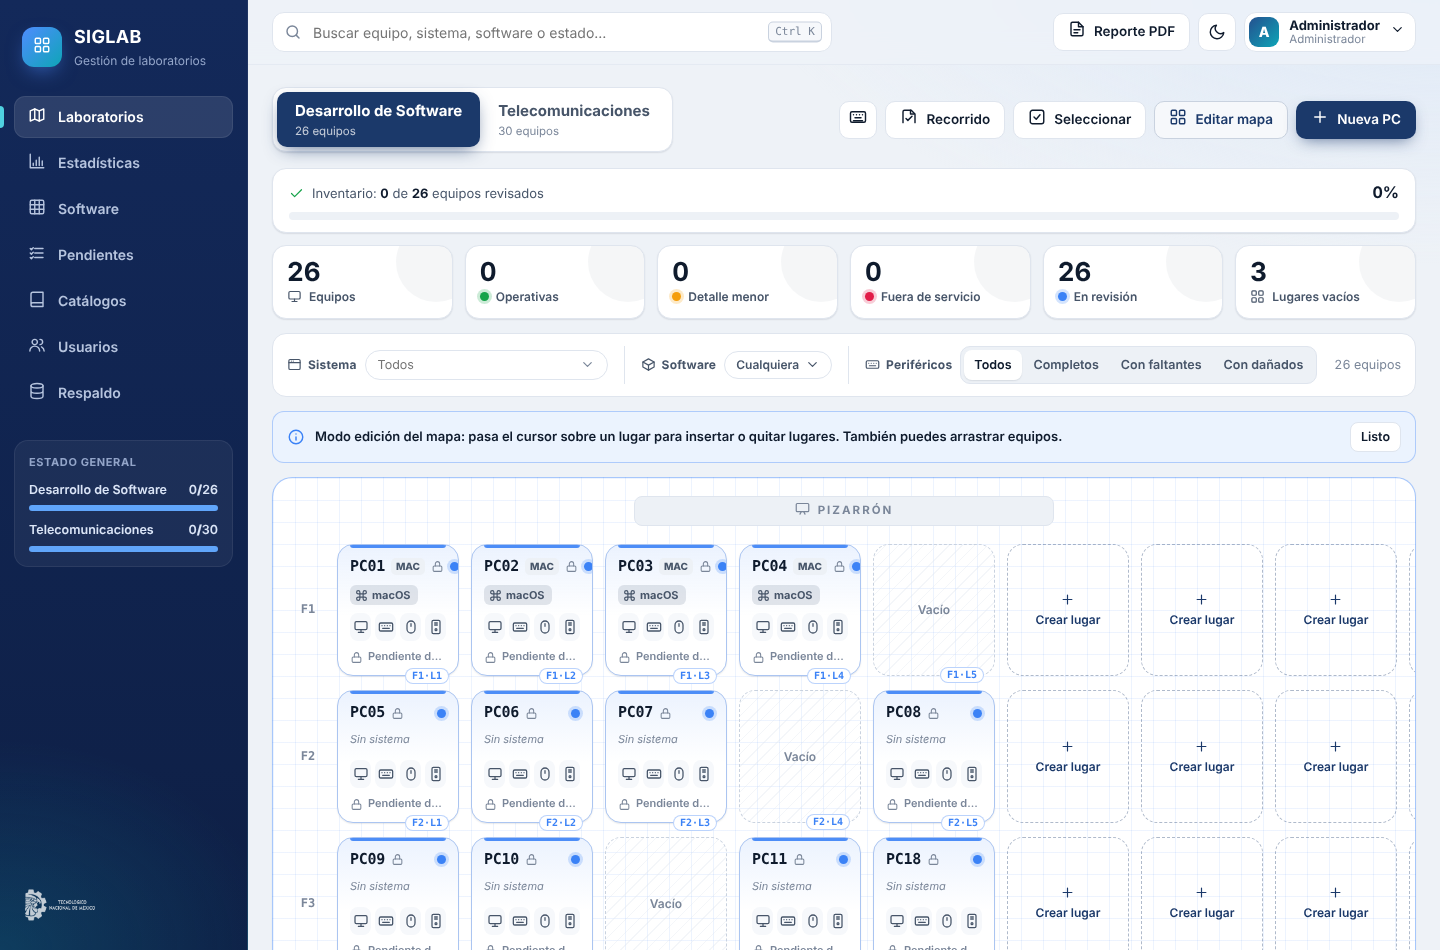 SIGLAB
Gestión de laboratorios
Laboratorios
Estadísticas
Software
Pendientes
Catálogos
Usuarios
Respaldo
ESTADO GENERAL
Desarrollo de Software 0/26
Telecomunicaciones 0/30
TECNOLÓGICO
NACIONAL DE MÉXICO
Buscar equipo, sistema, software o estado... Ctrl K
Reporte PDF
A
Administrador
Administrador
Desarrollo de Software
26 equipos
Telecomunicaciones
30 equipos
Recorrido
Seleccionar
Editar mapa
Nueva PC
Inventario: 0 de 26 equipos revisados 0%
26
Equipos
0
Operativas
0
Detalle menor
0
Fuera de servicio
26
En revisión
3
Lugares vacíos
Sistema Todos Software Cualquiera Periféricos Todos Completos Con faltantes Con dañados 26 equipos
Modo edición del mapa: pasa el cursor sobre un lugar para insertar o quitar lugares. También puedes arrastrar equipos. Listo
PIZARRÓN
F1
PC01 MAC
macOS
Pendiente d...
F1·L1
PC02 MAC
macOS
Pendiente d...
F1·L2
PC03 MAC
macOS
Pendiente d...
F1·L3
PC04 MAC
macOS
Pendiente d...
F1·L4
Vacío
F1·L5
Crear lugar
Crear lugar
Crear lugar
F2
PC05
Sin sistema
Pendiente d...
F2·L1
PC06
Sin sistema
Pendiente d...
F2·L2
PC07
Sin sistema
Pendiente d...
F2·L3
Vacío
F2·L4
PC08
Sin sistema
Pendiente d...
F2·L5
Crear lugar
Crear lugar
Crear lugar
F3
PC09
Sin sistema
Pendiente d...
PC10
Sin sistema
Pendiente d...
Vacío
PC11
Sin sistema
Pendiente d...
PC18
Sin sistema
Pendiente d...
Crear lugar
Crear lugar
Crear lugar